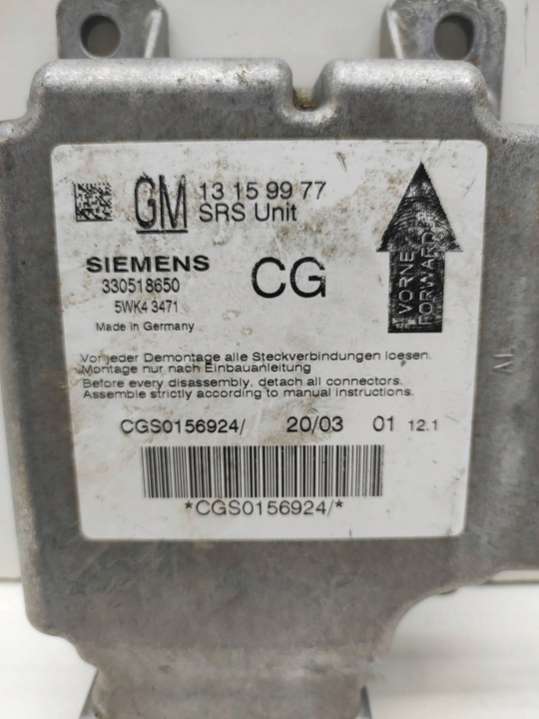 GM 13 159 9 77
SRS Unit
SIEMENS
CG
330518650
5WK4 3471
Made in Germany
VORNE
FORWARD
Vor jeder Demontage alle Steckverbindungen loesen.
Montage nur nach Einbauanleitung
Before every disassembly, detach all connectors.
Assemble strictly according to manual instructions.
CGS0156924/ 20/03 01 12.1
*CGS0156924/*